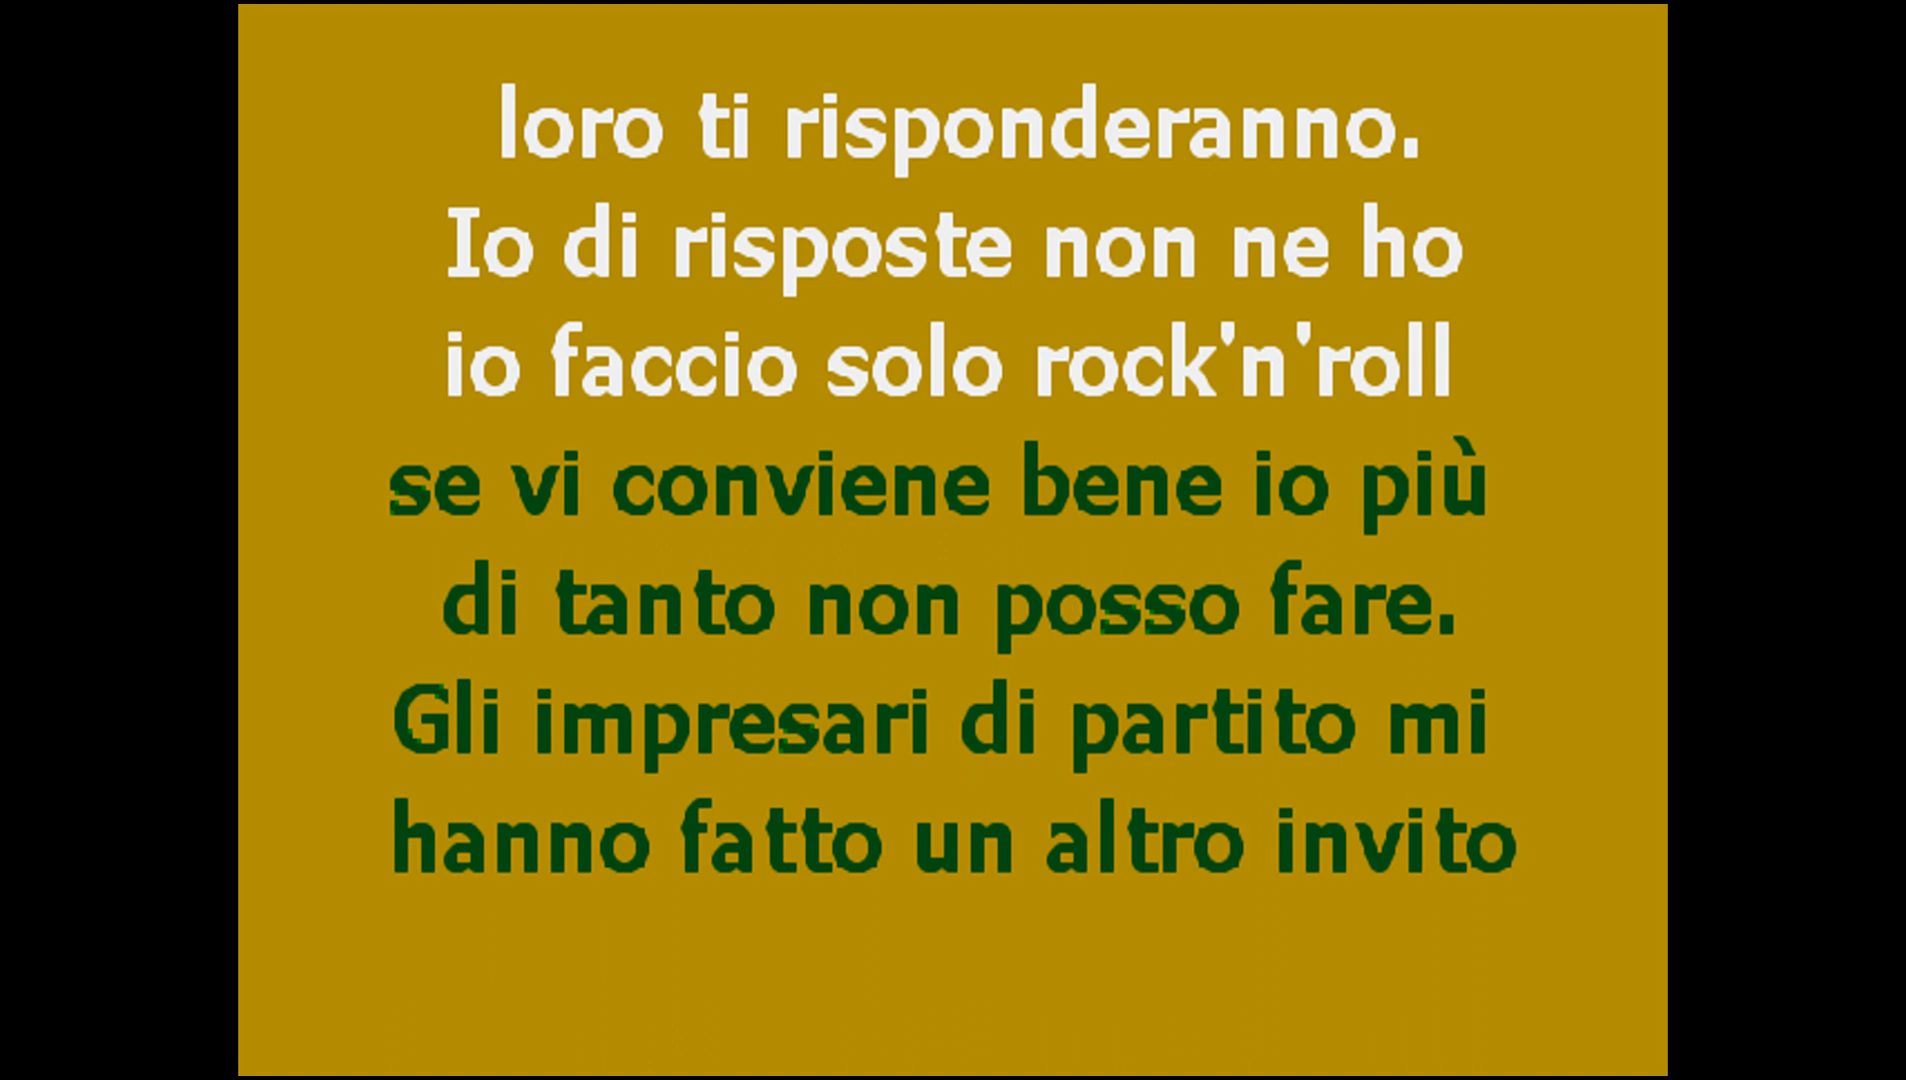 loro ti risponderanno.
Io di risposte non ne ho
io faccio solo rock'n'roll
se vi conviene bene io più
di tanto non posso fare.
Gli impresari di partito mi
hanno fatto un altro invito